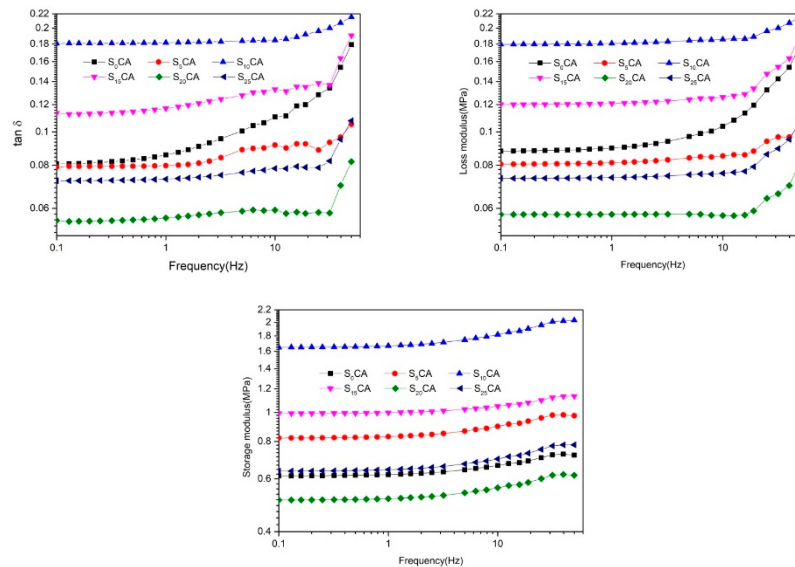 0.22
0.2
0.18
0.16
0.14
0.12
0.1
0.08
0.06
tan δ
S0CA S5CA S10CA
S15CA S20CA S25CA
0.1 1 10
Frequency(Hz)
0.22
0.2
0.18
0.16
0.14
0.12
0.1
0.08
0.06
Loss modulus(MPa)
S0CA S5CA S10CA
S15CA S20CA S25CA
0.1 1 10
Frequency(Hz)
2.2
2
1.8
1.6
1.4
1.2
1
0.8
0.6
0.4
Storage modulus(MPa)
S0CA S5CA S10CA
S15CA S20CA S25CA
0.1 1 10
Frequency(Hz)